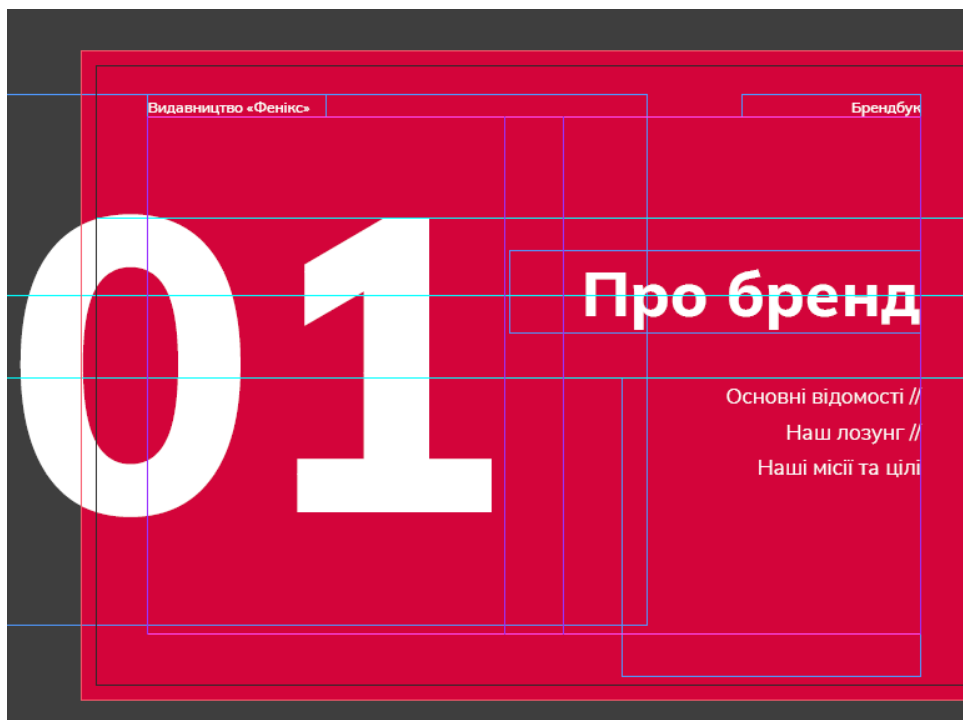 Видавництво «Фенікс»
Брендбук
01
Про бренд
Основні відомості //
Наш лозунг //
Наші місії та цілі